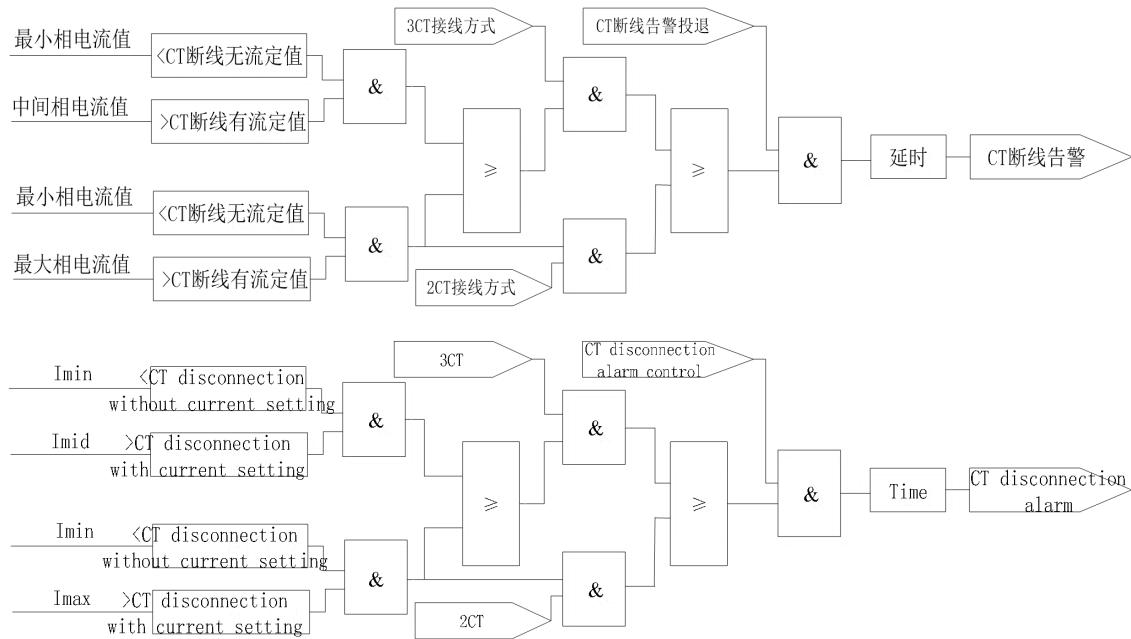 最小相电流值
<CT断线无流定值
中间相电流值
>CT断线有流定值
&
3CT接线方式
CT断线告警投退
&
≥
≥
&
延时
CT断线告警
最小相电流值
<CT断线无流定值
最大相电流值
>CT断线有流定值
&
&
2CT接线方式
Imin
<CT disconnection
without current setting
Imid
>CT disconnection
with current setting
&
3CT
CT disconnection
alarm control
&
≥
≥
&
Time
CT disconnection
alarm
Imin
<CT disconnection
without current setting
Imax
>CT disconnection
with current setting
&
&
2CT